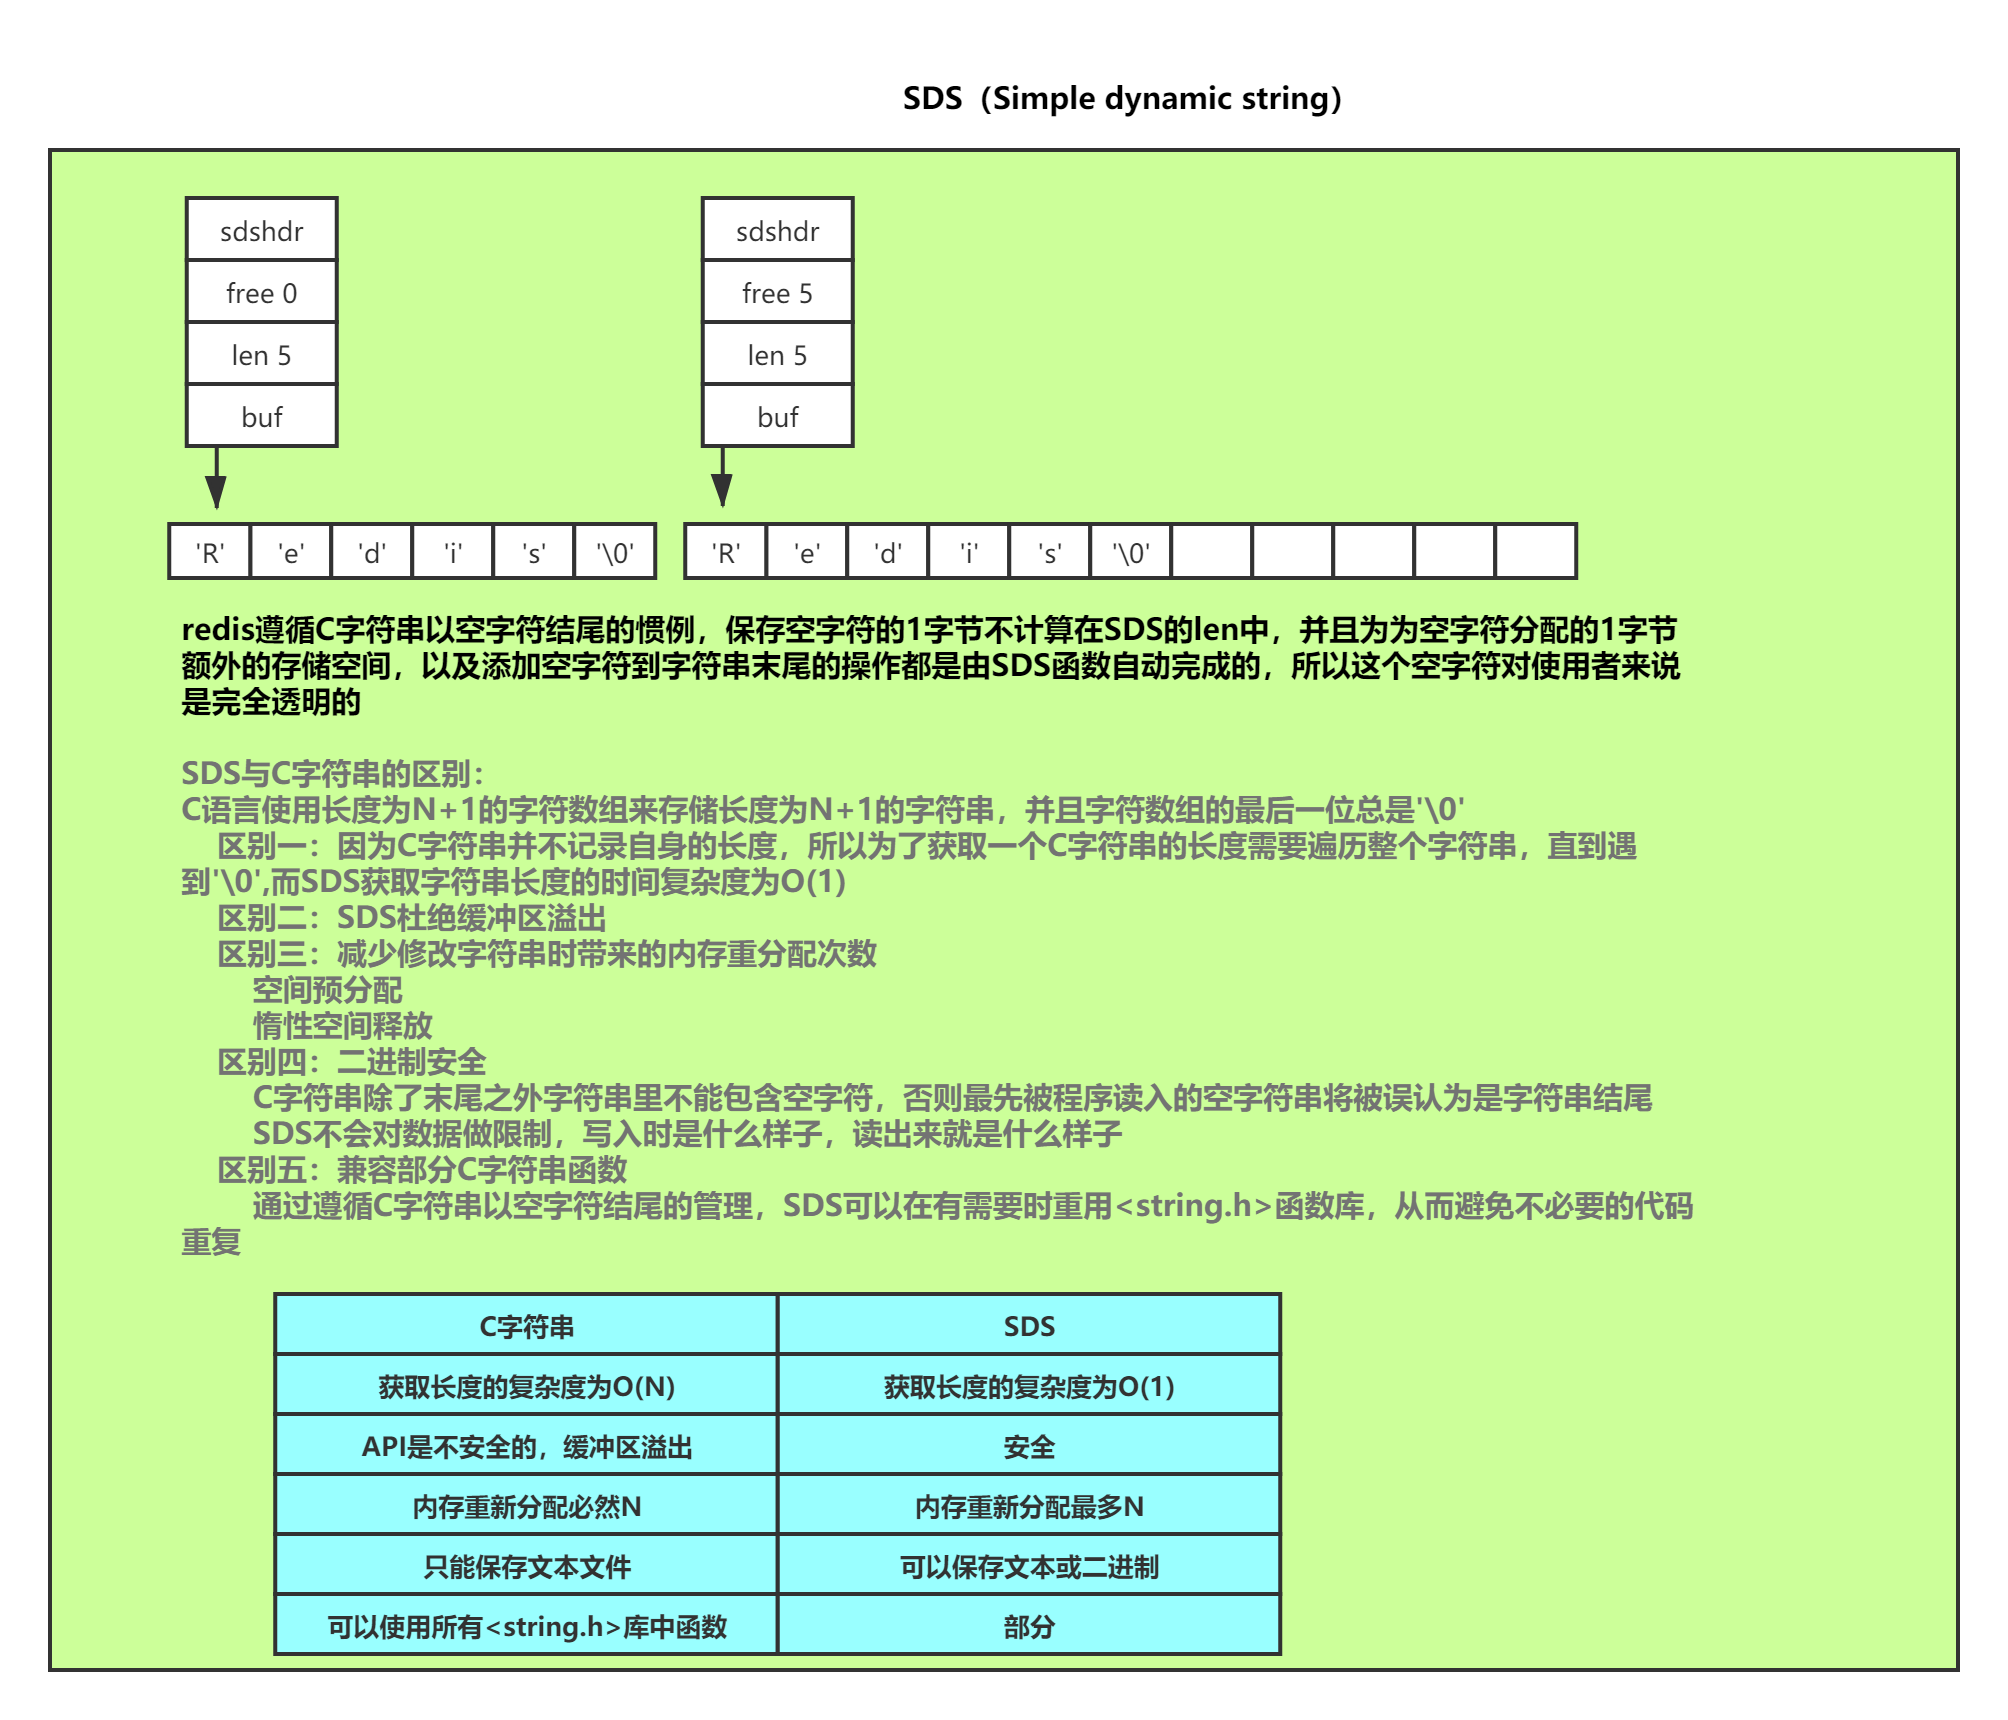 SDS（Simple dynamic string）
sdshdr
free 0
len 5
buf
sdshdr
free 5
len 5
buf
'R' 'e' 'd' 'i' 's' '\0'
'R' 'e' 'd' 'i' 's' '\0'
redis遵循C字符串以空字符结尾的惯例，保存空字符的1字节不计算在SDS的len中，并且为为空字符分配的1字节
额外的存储空间，以及添加空字符到字符串末尾的操作都是由SDS函数自动完成的，所以这个空字符对使用者来说
是完全透明的
SDS与C字符串的区别：
C语言使用长度为N+1的字符数组来存储长度为N+1的字符串，并且字符数组的最后一位总是'\0'
区别一：因为C字符串并不记录自身的长度，所以为了获取一个C字符串的长度需要遍历整个字符串，直到遇
到'\0',而SDS获取字符串长度的时间复杂度为O(1)
区别二：SDS杜绝缓冲区溢出
区别三：减少修改字符串时带来的内存重分配次数
空间预分配
惰性空间释放
区别四：二进制安全
C字符串除了末尾之外字符串里不能包含空字符，否则最先被程序读入的空字符串将被误认为是字符串结尾
SDS不会对数据做限制，写入时是什么样子，读出来就是什么样子
区别五：兼容部分C字符串函数
通过遵循C字符串以空字符结尾的管理，SDS可以在有需要时重用<string.h>函数库，从而避免不必要的代码
重复
C字符串 SDS
获取长度的复杂度为O(N) 获取长度的复杂度为O(1)
API是不安全的，缓冲区溢出 安全
内存重新分配必然N 内存重新分配最多N
只能保存文本文件 可以保存文本或二进制
可以使用所有<string.h>库中函数 部分